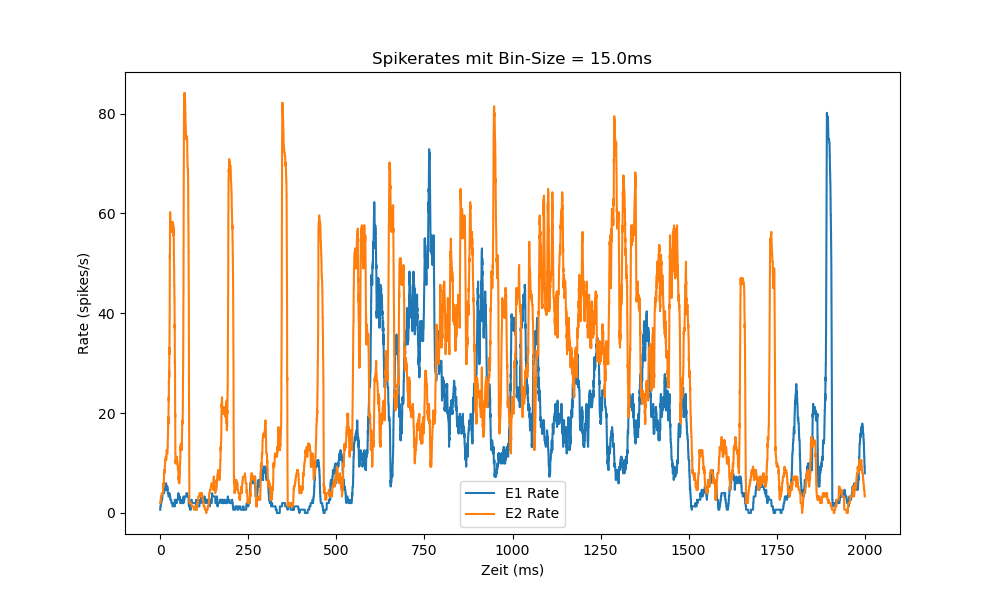 Spikerates mit Bin-Size = 15.0ms
Rate (spikes/s)
80
60
40
20
0
0 250 500 750 1000 1250 1500 1750 2000
Zeit (ms)
E1 Rate
E2 Rate